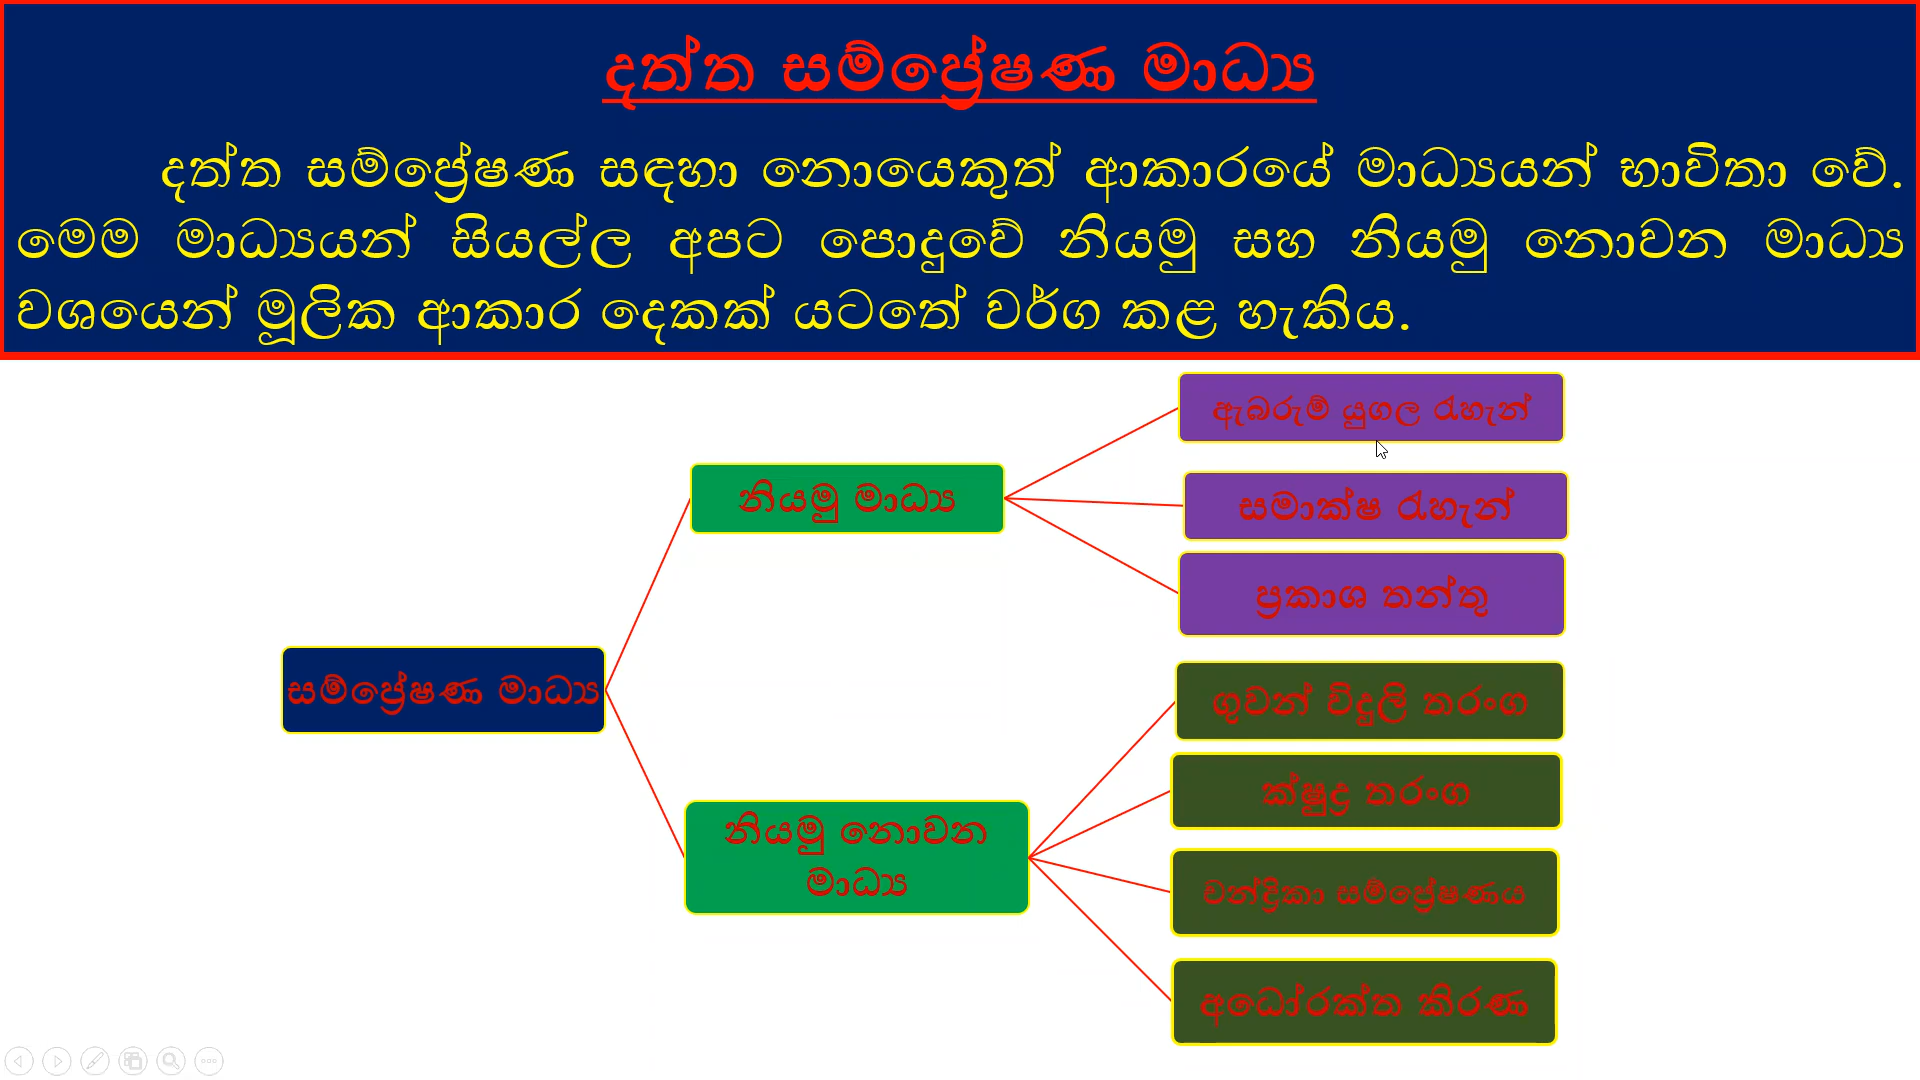 දත්ත සම්ප්‍රේෂණ මාධ්‍ය
දත්ත සම්ප්‍රේෂණ සඳහා නොයෙකුත් ආකාරයේ මාධ්‍යයන් භාවිතා වේ.
මෙම මාධ්‍යයන් සියල්ල අපට පොදුවේ නියමු සහ නියමු නොවන මාධ්‍ය
වශයෙන් මූලික ආකාර දෙකක් යටතේ වර්ග කළ හැකිය.
ඇබරුම් යුගල රැහැන්
නියමු මාධ්‍ය
සමාක්ෂ රැහැන්
ප්‍රකාශ තන්තු
සම්ප්‍රේෂණ මාධ්‍ය
ගුවන් විදුලි තරංග
ක්ෂුද්‍ර තරංග
නියමු නොවන
මාධ්‍ය
චන්ද්‍රිකා සම්ප්‍රේෂණය
අධෝරක්ත කිරණ